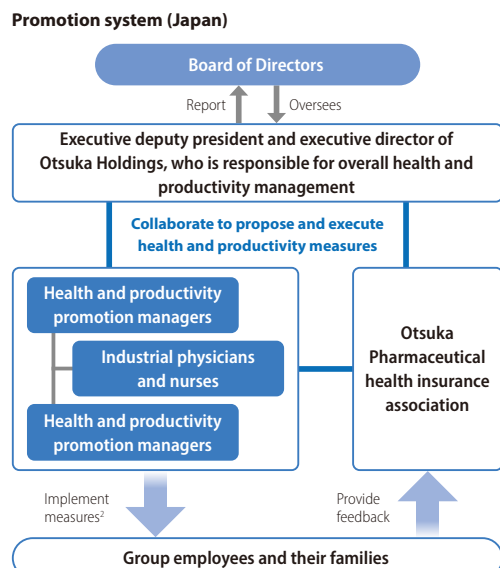 Promotion system (Japan)
Board of Directors
Report
Oversees
Executive deputy president and executive director of
Otsuka Holdings, who is responsible for overall health and
productivity management
Collaborate to propose and execute
health and productivity measures
Health and productivity
promotion managers
Industrial physicians
and nurses
Health and productivity
promotion managers
Otsuka
Pharmaceutical
health insurance
association
Implement
measures²
Provide
feedback
Group employees and their families